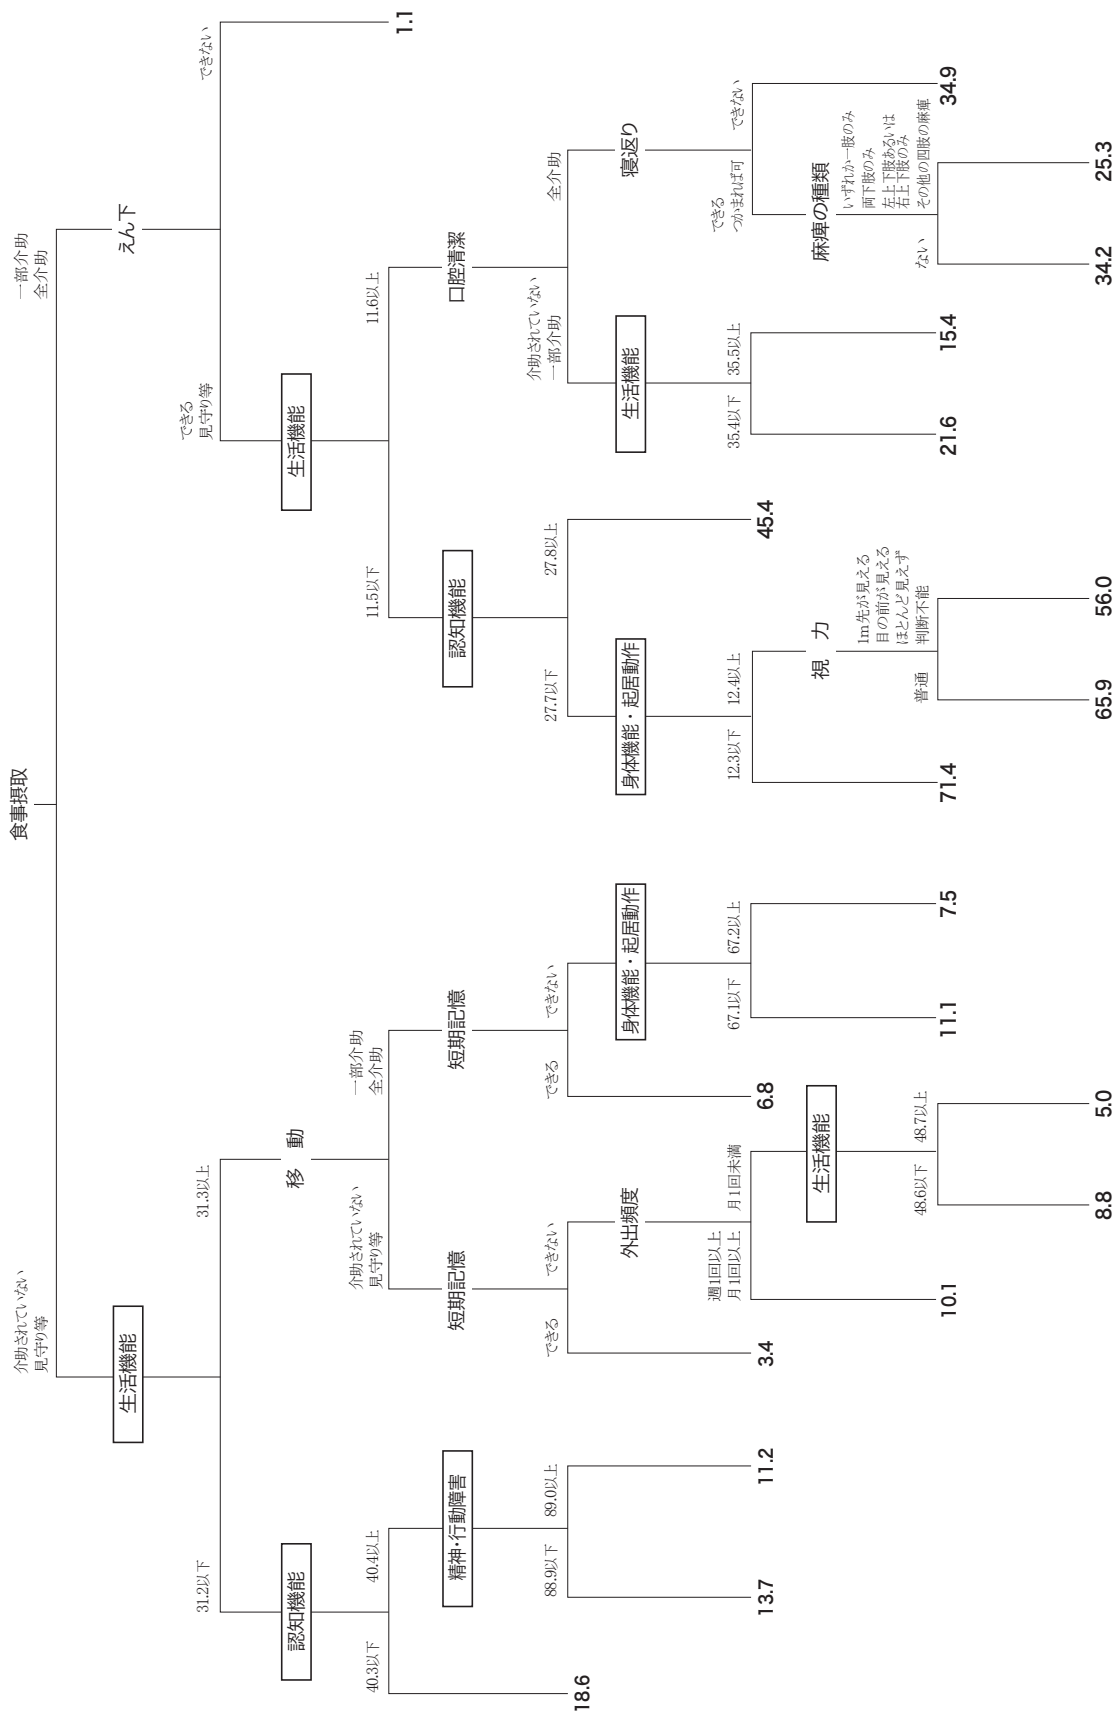 食事摂取
介助されていない
見守り等
一部介助
全介助
生活機能
えん下
31.2以下
31.3以上
できる
見守り等
できない
認知機能
移　動
生活機能
1.1
40.3以下
40.4以上
介助されていない
見守り等
一部介助
全介助
11.5以下
11.6以上
精神・行動障害
短期記憶
短期記憶
認知機能
口腔清潔
18.6
88.9以下
89.0以上
できる
できない
できる
できない
27.7以下
27.8以上
介助されていない
一部介助
全介助
外出頻度
身体機能・起居動作
身体機能・起居動作
生活機能
寝返り
13.7
11.2
3.4
週1回以上
月1回以上
月1回未満
6.8
67.1以下
67.2以上
12.3以下
12.4以上
45.4
35.4以下
35.5以上
できる
つかまれば可
できない
生活機能
視　力
麻痺の種類
10.1
48.6以下
48.7以上
11.1
7.5
71.4
普通
1m先が見える
目の前が見える
ほとんど見えず
判断不能
21.6
15.4
ない
いずれか一肢のみ
両下肢のみ
左上下肢あるいは
右上下肢のみ
その他の四肢の麻痺
34.9
8.8
5.0
65.9
56.0
34.2
25.3